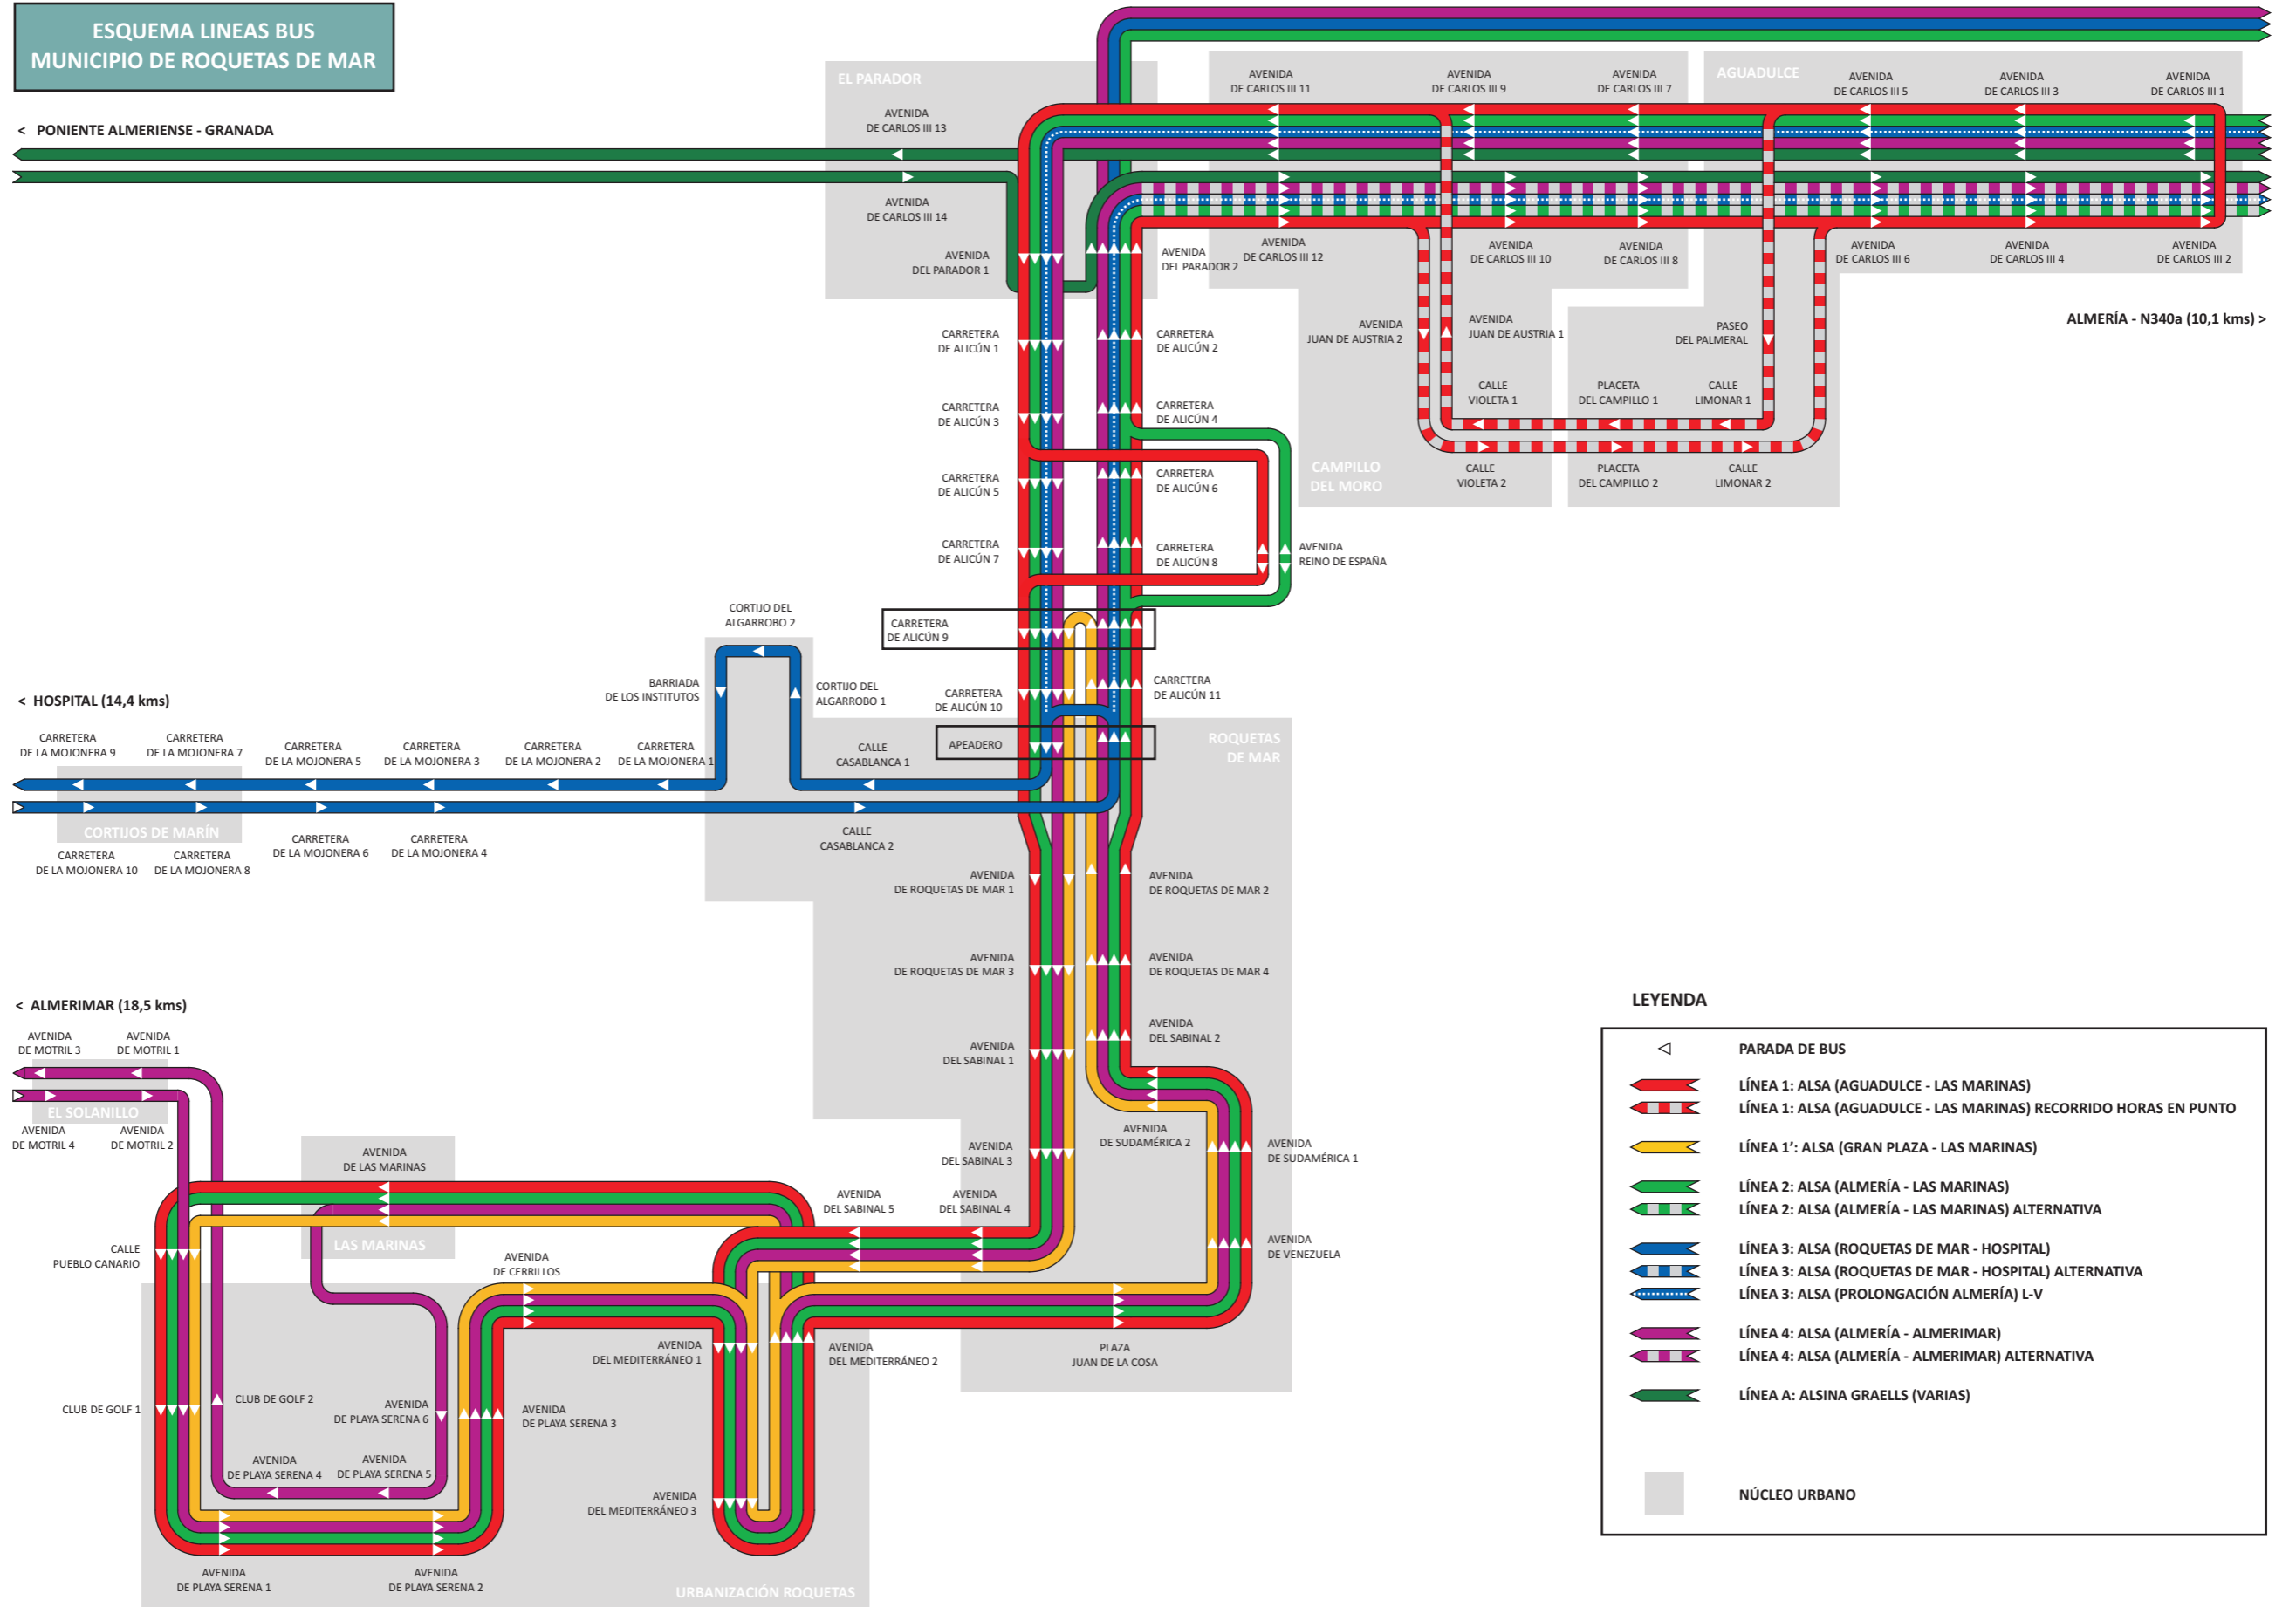 ESQUEMA LINEAS BUS
MUNICIPIO DE ROQUETAS DE MAR
< PONIENTE ALMERIENSE - GRANADA
EL PARADOR
AVENIDA
DE CARLOS III 13
AVENIDA
DE CARLOS III 14
AVENIDA
DEL PARADOR 1
AVENIDA
DEL PARADOR 2
AVENIDA
DE CARLOS III 11
AVENIDA
DE CARLOS III 9
AVENIDA
DE CARLOS III 7
AGUADULCE
AVENIDA
DE CARLOS III 5
AVENIDA
DE CARLOS III 3
AVENIDA
DE CARLOS III 1
AVENIDA
DE CARLOS III 12
AVENIDA
DE CARLOS III 10
AVENIDA
DE CARLOS III 8
AVENIDA
DE CARLOS III 6
AVENIDA
DE CARLOS III 4
AVENIDA
DE CARLOS III 2
ALMERÍA - N340a (10,1 kms) >
CARRETERA
DE ALICÚN 1
CARRETERA
DE ALICÚN 2
AVENIDA
JUAN DE AUSTRIA 2
AVENIDA
JUAN DE AUSTRIA 1
PASEO
DEL PALMERAL
CARRETERA
DE ALICÚN 3
CARRETERA
DE ALICÚN 4
CALLE
VIOLETA 1
PLACETA
DEL CAMPILLO 1
CALLE
LIMONAR 1
CARRETERA
DE ALICÚN 5
CARRETERA
DE ALICÚN 6
CAMPILLO
DEL MORO
CALLE
VIOLETA 2
PLACETA
DEL CAMPILLO 2
CALLE
LIMONAR 2
CARRETERA
DE ALICÚN 7
CARRETERA
DE ALICÚN 8
AVENIDA
REINO DE ESPAÑA
CARRETERA
DE ALICÚN 9
CORTIJO DEL
ALGARROBO 2
BARRIADA
DE LOS INSTITUTOS
CORTIJO DEL
ALGARROBO 1
CARRETERA
DE ALICÚN 10
CARRETERA
DE ALICÚN 11
< HOSPITAL (14,4 kms)
CARRETERA
DE LA MOJONERA 9
CARRETERA
DE LA MOJONERA 7
CARRETERA
DE LA MOJONERA 5
CARRETERA
DE LA MOJONERA 3
CARRETERA
DE LA MOJONERA 2
CARRETERA
DE LA MOJONERA 1
CALLE
CASABLANCA 1
APEADERO
ROQUETAS
DE MAR
CORTIJOS DE MARÍN
CARRETERA
DE LA MOJONERA 10
CARRETERA
DE LA MOJONERA 8
CARRETERA
DE LA MOJONERA 6
CARRETERA
DE LA MOJONERA 4
CALLE
CASABLANCA 2
AVENIDA
DE ROQUETAS DE MAR 1
AVENIDA
DE ROQUETAS DE MAR 2
AVENIDA
DE ROQUETAS DE MAR 3
AVENIDA
DE ROQUETAS DE MAR 4
AVENIDA
DEL SABINAL 1
AVENIDA
DEL SABINAL 2
< ALMERIMAR (18,5 kms)
AVENIDA
DE MOTRIL 3
AVENIDA
DE MOTRIL 1
EL SOLANILLO
AVENIDA
DE MOTRIL 4
AVENIDA
DE MOTRIL 2
AVENIDA
DE LAS MARINAS
LAS MARINAS
AVENIDA
DEL SABINAL 3
AVENIDA
DE SUDAMÉRICA 2
AVENIDA
DE SUDAMÉRICA 1
AVENIDA
DEL SABINAL 5
AVENIDA
DEL SABINAL 4
CALLE
PUEBLO CANARIO
AVENIDA
DE CERRILLOS
AVENIDA
DE VENEZUELA
AVENIDA
DEL MEDITERRÁNEO 1
AVENIDA
DEL MEDITERRÁNEO 2
PLAZA
JUAN DE LA COSA
CLUB DE GOLF 1
CLUB DE GOLF 2
AVENIDA
DE PLAYA SERENA 6
AVENIDA
DE PLAYA SERENA 3
AVENIDA
DE PLAYA SERENA 4
AVENIDA
DE PLAYA SERENA 5
AVENIDA
DEL MEDITERRÁNEO 3
AVENIDA
DE PLAYA SERENA 1
AVENIDA
DE PLAYA SERENA 2
URBANIZACIÓN ROQUETAS
LEYENDA
PARADA DE BUS
LÍNEA 1: ALSA (AGUADULCE - LAS MARINAS)
LÍNEA 1: ALSA (AGUADULCE - LAS MARINAS) RECORRIDO HORAS EN PUNTO
LÍNEA 1': ALSA (GRAN PLAZA - LAS MARINAS)
LÍNEA 2: ALSA (ALMERÍA - LAS MARINAS)
LÍNEA 2: ALSA (ALMERÍA - LAS MARINAS) ALTERNATIVA
LÍNEA 3: ALSA (ROQUETAS DE MAR - HOSPITAL)
LÍNEA 3: ALSA (ROQUETAS DE MAR - HOSPITAL) ALTERNATIVA
LÍNEA 3: ALSA (PROLONGACIÓN ALMERÍA) L-V
LÍNEA 4: ALSA (ALMERÍA - ALMERIMAR)
LÍNEA 4: ALSA (ALMERÍA - ALMERIMAR) ALTERNATIVA
LÍNEA A: ALSINA GRAELLS (VARIAS)
NÚCLEO URBANO